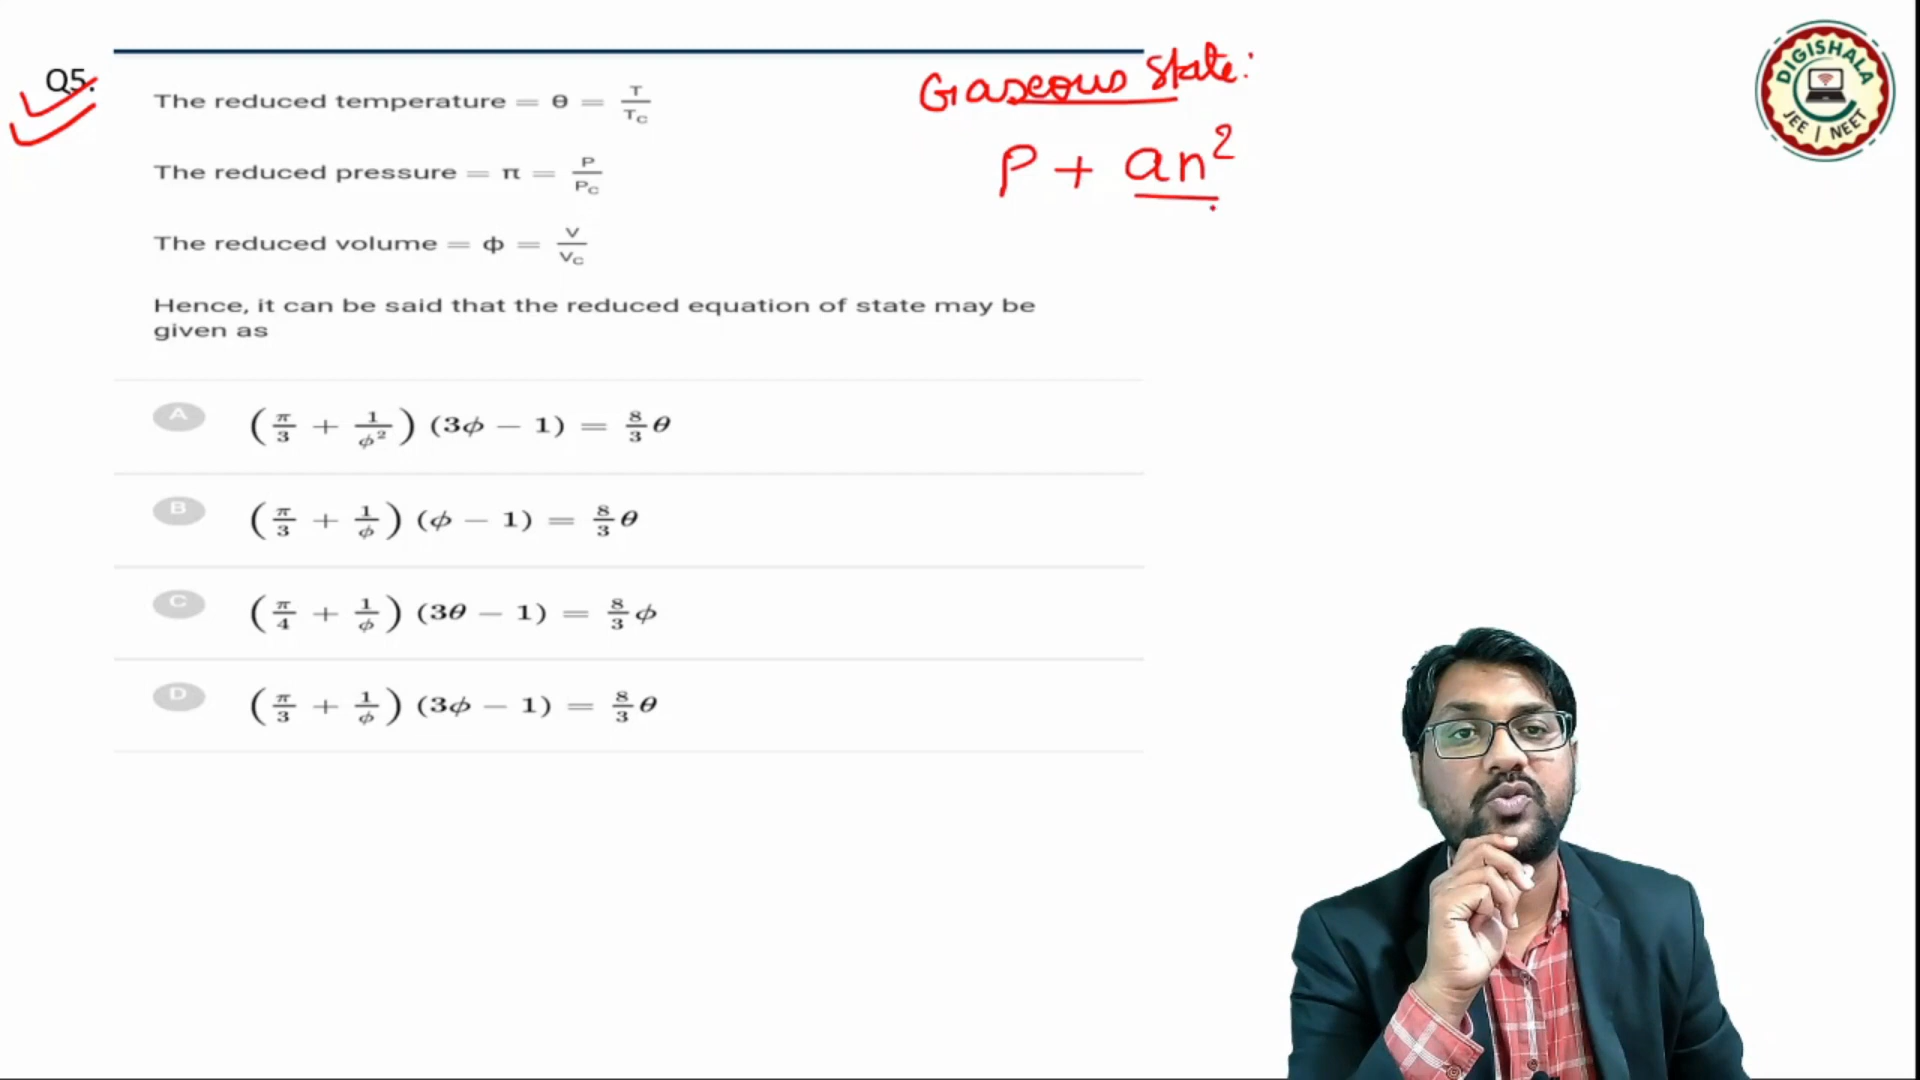 Q5.
The reduced temperature = θ = T/T_C
The reduced pressure = π = P/P_C
The reduced volume = ϕ = V/V_C
Hence, it can be said that the reduced equation of state may be
given as
A (π/3 + 1/ϕ²) (3ϕ − 1) = 8/3 θ
B (π/3 + 1/ϕ) (ϕ − 1) = 8/3 θ
C (π/4 + 1/ϕ) (3θ − 1) = 8/3 ϕ
D (π/3 + 1/ϕ) (3ϕ − 1) = 8/3 θ
Gaseous State:
P + an²
DIGISHALA
JEE | NEET